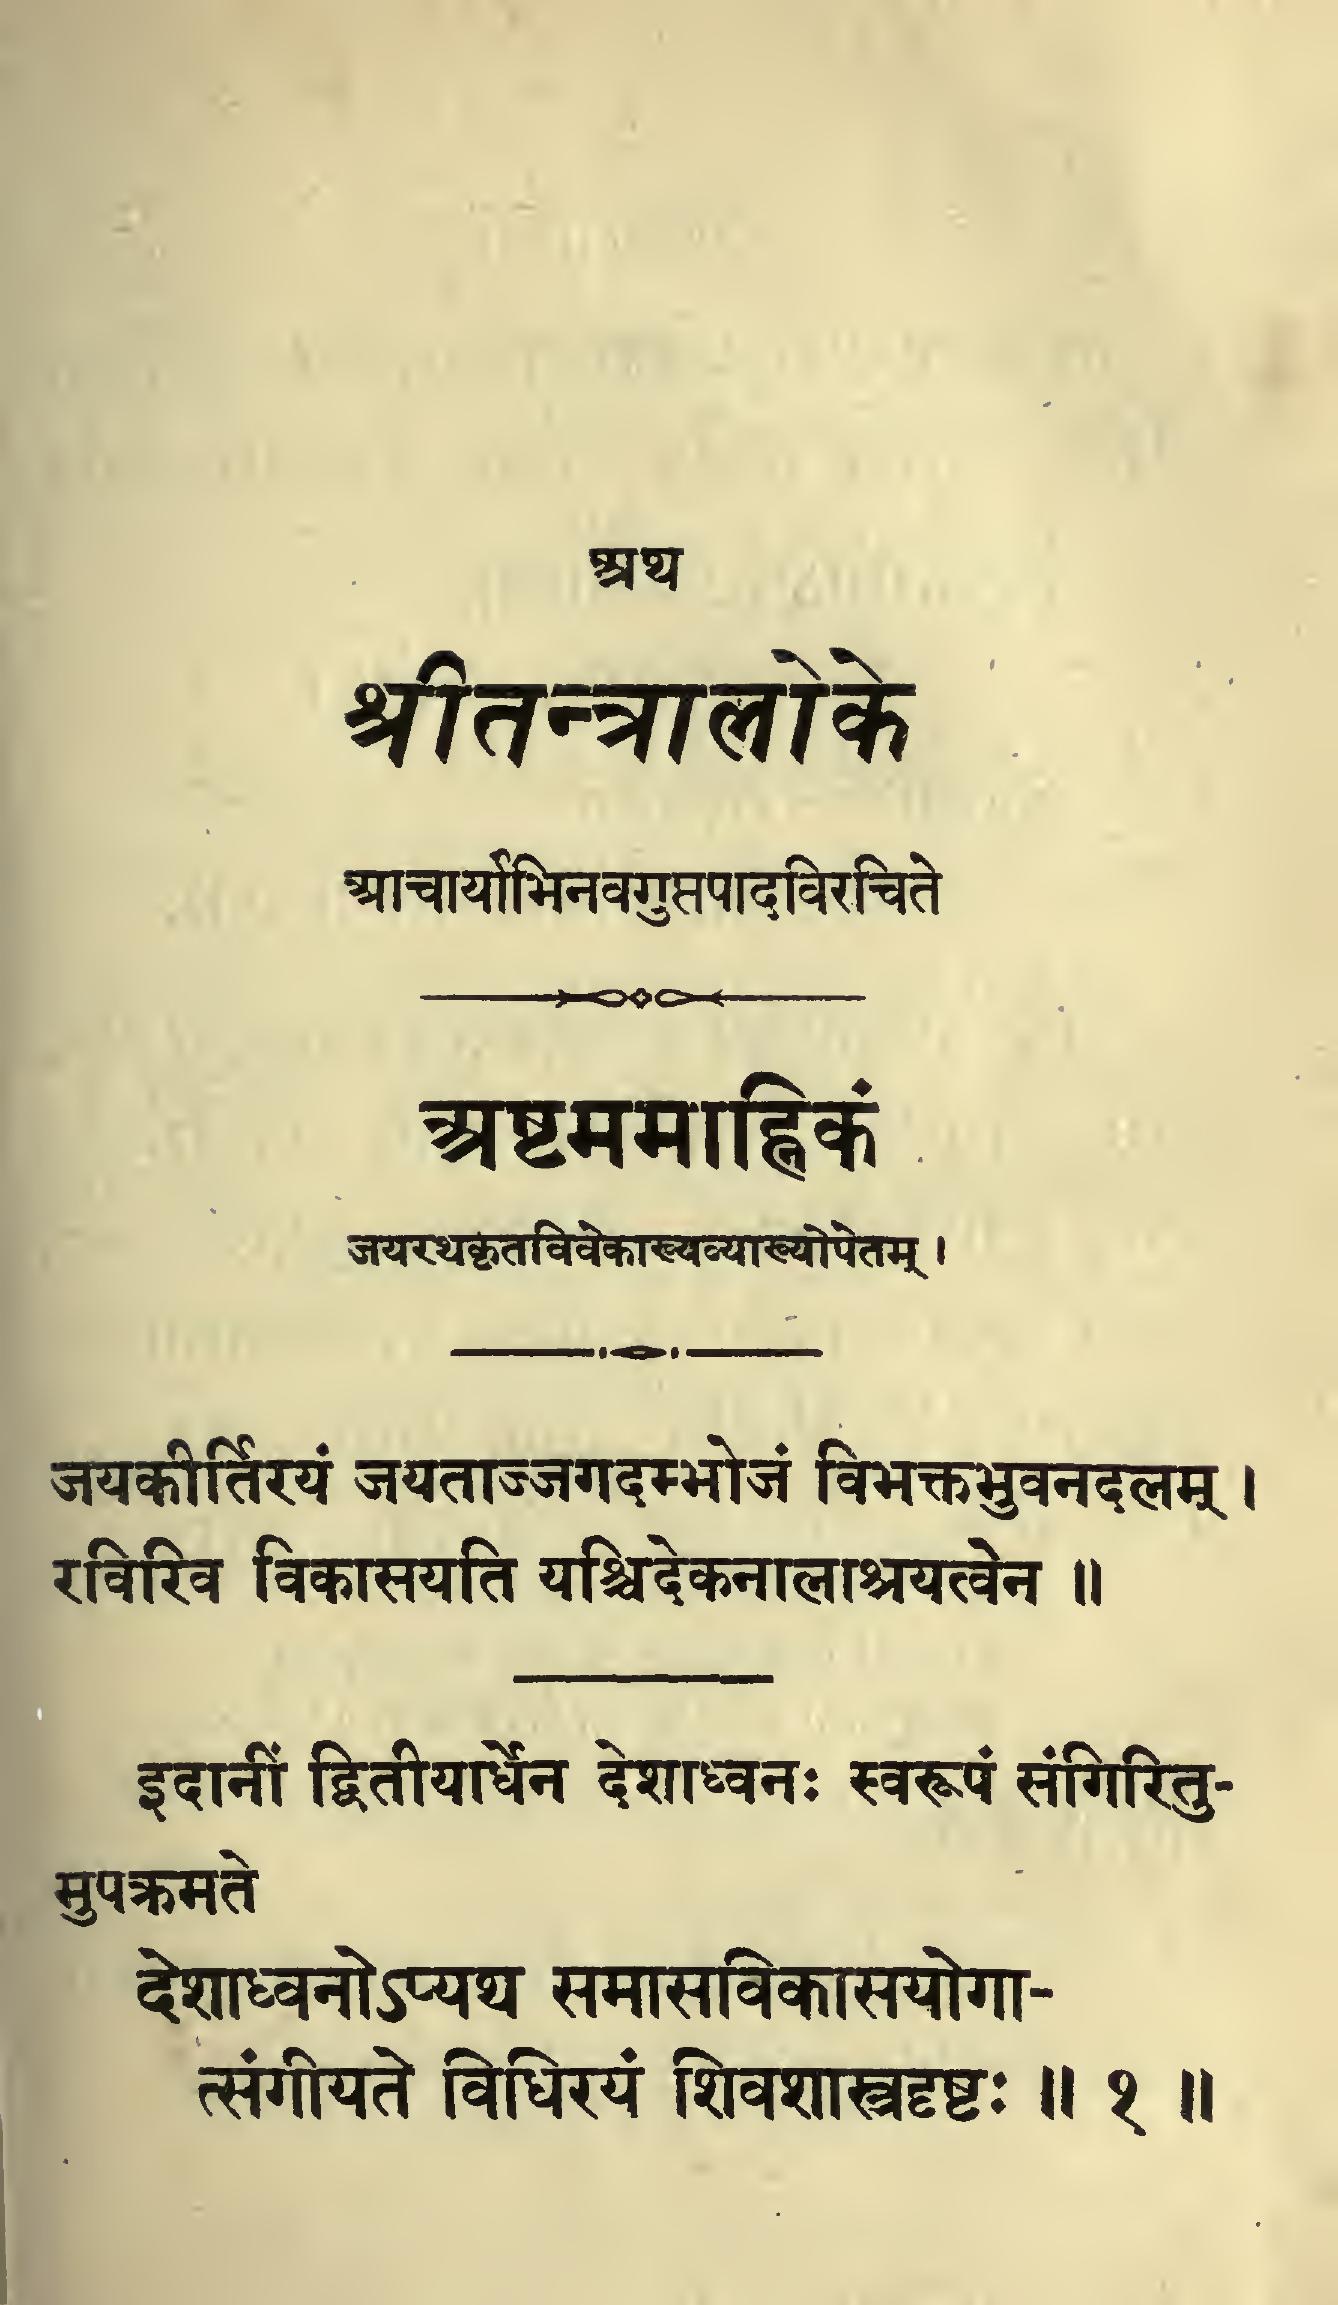 अथ
श्रीतन्त्रालोके
आचार्याभिनवगुप्तपादविरचिते
अष्टममाह्निकं
जयरथकृतविवेकाख्यव्याख्योपेतम् ।
जयकीर्तिरयं जयताज्जगदम्भोजं विभक्तभुवनदलम् ।
रविरिव विकासयति यश्चिदेकनालाश्रयत्वेन ॥
इदानीं द्वितीयार्धेन देशाध्वनः स्वरूपं संगिरितु-
मुपक्रमते
देशाध्वनोऽप्यथ समासविकासयोगा-
त्संगीयते विधिरयं शिवशास्त्रदृष्टः ॥ १ ॥